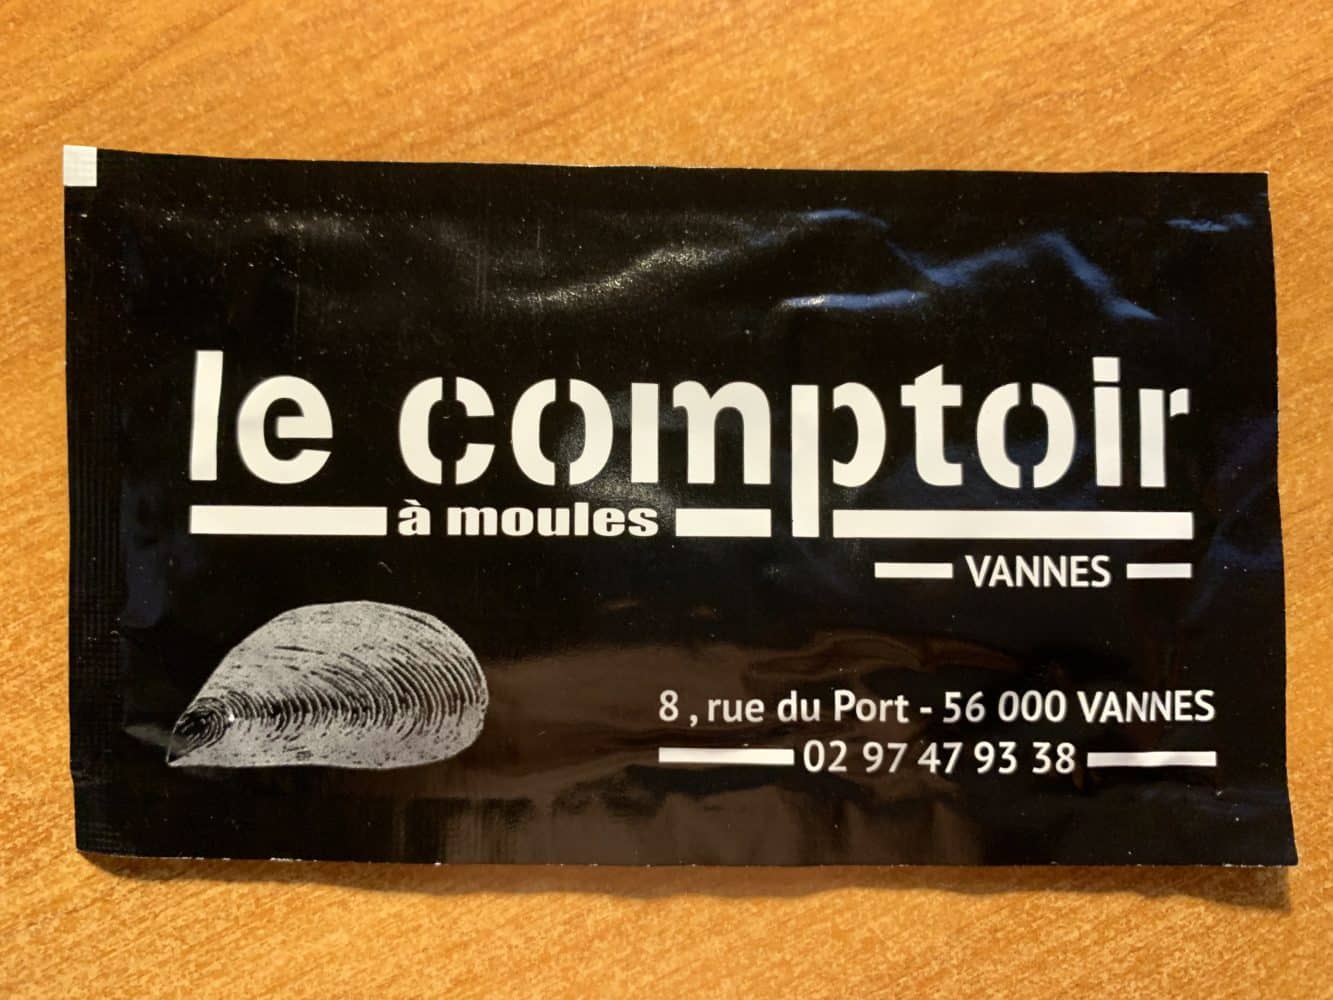 le comptoir
à moules
VANNES
8 , rue du Port - 56 000 VANNES
02 97 47 93 38